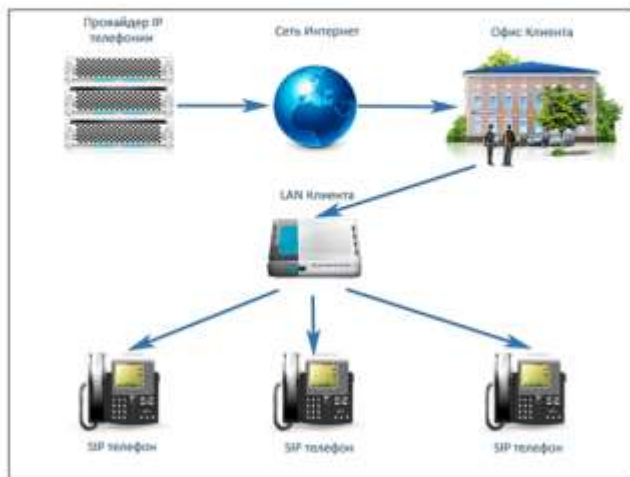 Провайдер IP
телефонии
Сеть Интернет
Офис Клиента
LAN Клиента
SIP телефон
SIP телефон
SIP телефон